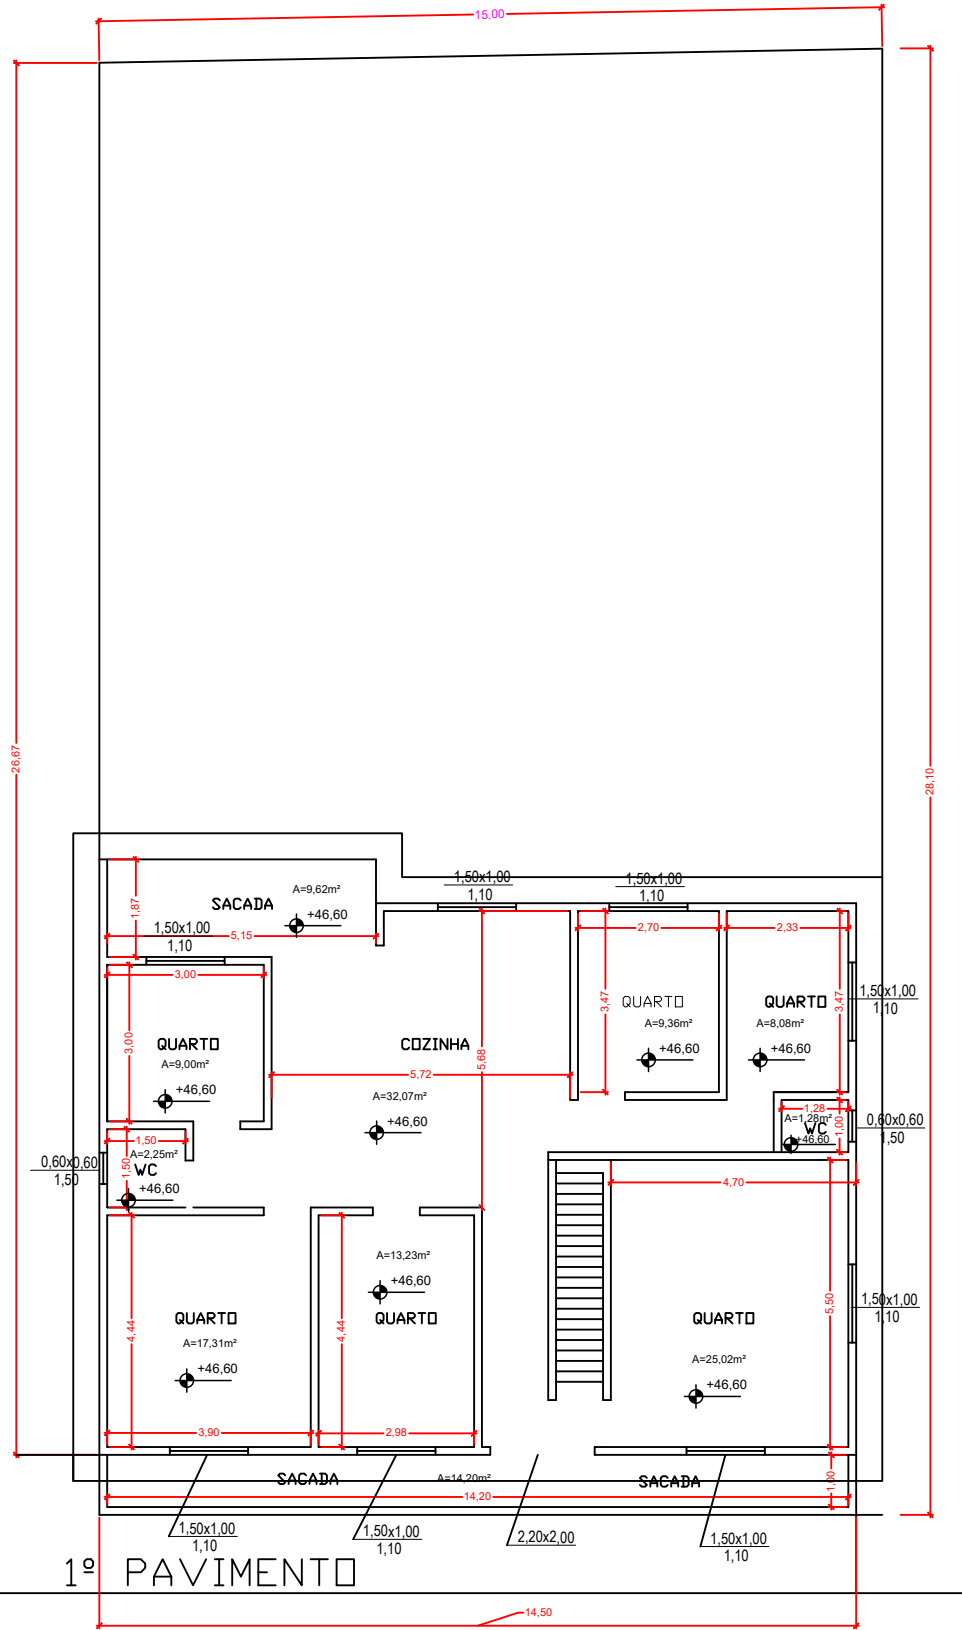 15.00
26,67
28,10
A=9,62m²
SACADA
+46,60
1,87
5,15
1,50x1,00
1,10
1,50x1,00
1,10
1,50x1,00
1,10
3,00
3,00
QUARTO
A=9,00m²
+46,60
COZINHA
5,68
5,72
A=32,07m²
+46,60
2,70
3,47
QUARTO
A=9,36m²
+46,60
2,33
3,47
QUARTO
A=8,08m²
+46,60
1,50x1,00
1,10
1,28
A=1,28m²
1,00
WC
+46,60
0,60x0,60
1,50
1,50
A=2,25m²
1,50
WC
+46,60
0,60x0,60
1,50
4,70
A=13,23m²
+46,60
QUARTO
4,44
2,98
QUARTO
A=17,31m²
+46,60
4,44
3,90
QUARTO
A=25,02m²
+46,60
5,50
1,50x1,00
1,10
SACADA
A=14,20m²
SACADA
1,00
14,20
1,50x1,00
1,10
1,50x1,00
1,10
2,20x2,00
1,50x1,00
1,10
1º PAVIMENTO
14,50